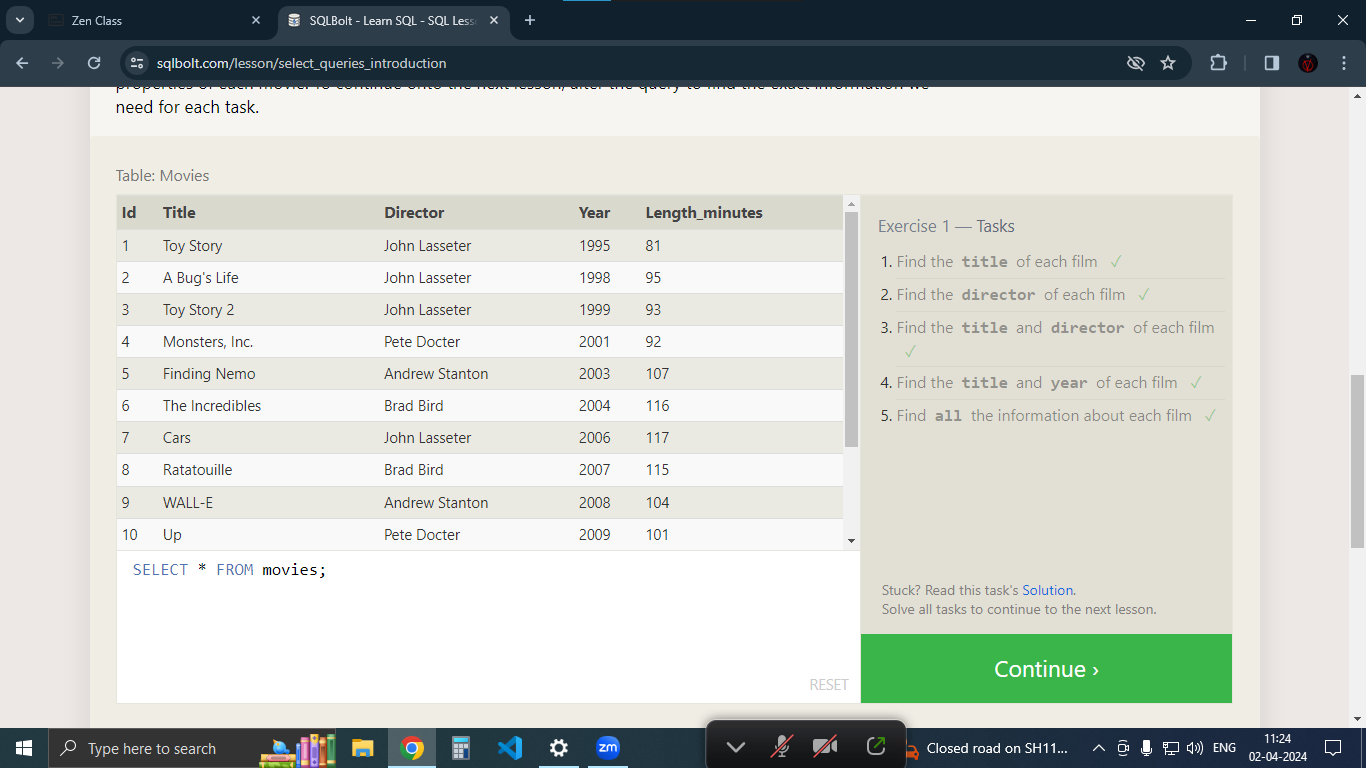 Zen Class
SQLBolt - Learn SQL - SQL Less
sqlbolt.com/lesson/select_queries_introduction
need for each task.
Table: Movies
Id Title Director Year Length_minutes
1 Toy Story John Lasseter 1995 81
2 A Bug's Life John Lasseter 1998 95
3 Toy Story 2 John Lasseter 1999 93
4 Monsters, Inc. Pete Docter 2001 92
5 Finding Nemo Andrew Stanton 2003 107
6 The Incredibles Brad Bird 2004 116
7 Cars John Lasseter 2006 117
8 Ratatouille Brad Bird 2007 115
9 WALL-E Andrew Stanton 2008 104
10 Up Pete Docter 2009 101
SELECT * FROM movies;
RESET
Exercise 1 — Tasks
1. Find the title of each film ✓
2. Find the director of each film ✓
3. Find the title and director of each film
✓
4. Find the title and year of each film ✓
5. Find all the information about each film ✓
Stuck? Read this task's Solution.
Solve all tasks to continue to the next lesson.
Continue ›
Type here to search
zm
Closed road on SH11...
ENG
11:24
02-04-2024